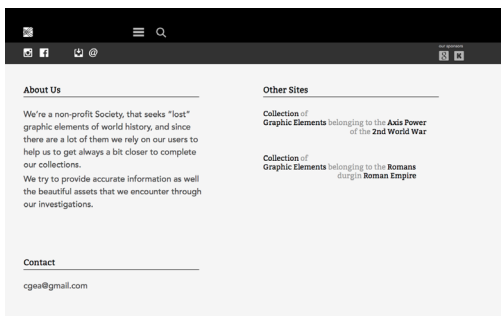 our sponsors
About Us
We're a non-profit Society, that seeks "lost"
graphic elements of world history, and since
there are a lot of them we rely on our users to
help us to get always a bit closer to complete
our collections.
We try to provide accurate information as well
the beautiful assets that we encounter through
our investigations.
Contact
cgea@gmail.com
Other Sites
Collection of
Graphic Elements belonging to the Axis Power
of the 2nd World War
Collection of
Graphic Elements belonging to the Romans
durgin Roman Empire